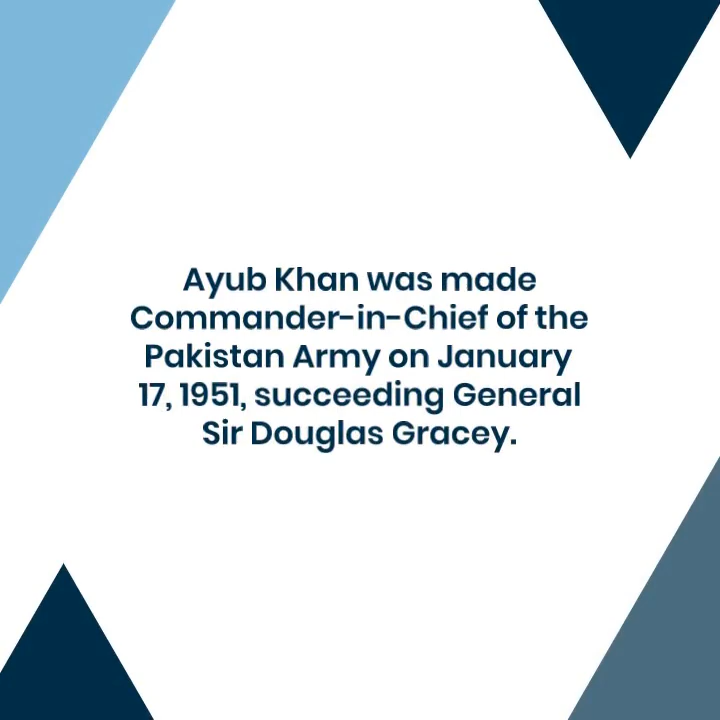 Ayub Khan was made
Commander-in-Chief of the
Pakistan Army on January
17, 1951, succeeding General
Sir Douglas Gracey.